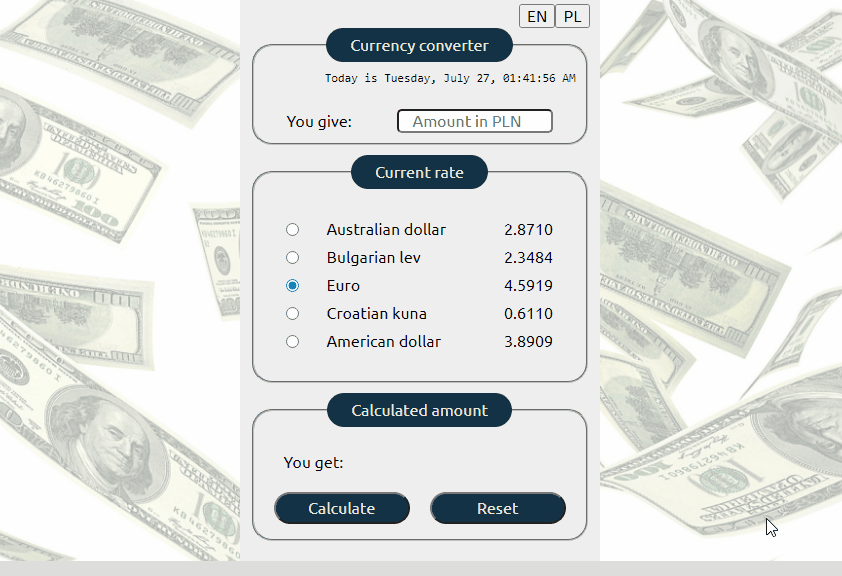 EN PL
Currency converter
Today is Tuesday, July 27, 01:41:56 AM
You give: Amount in PLN
Current rate
Australian dollar 2.8710
Bulgarian lev 2.3484
Euro 4.5919
Croatian kuna 0.6110
American dollar 3.8909
Calculated amount
You get:
Calculate Reset
KB46279860I
100